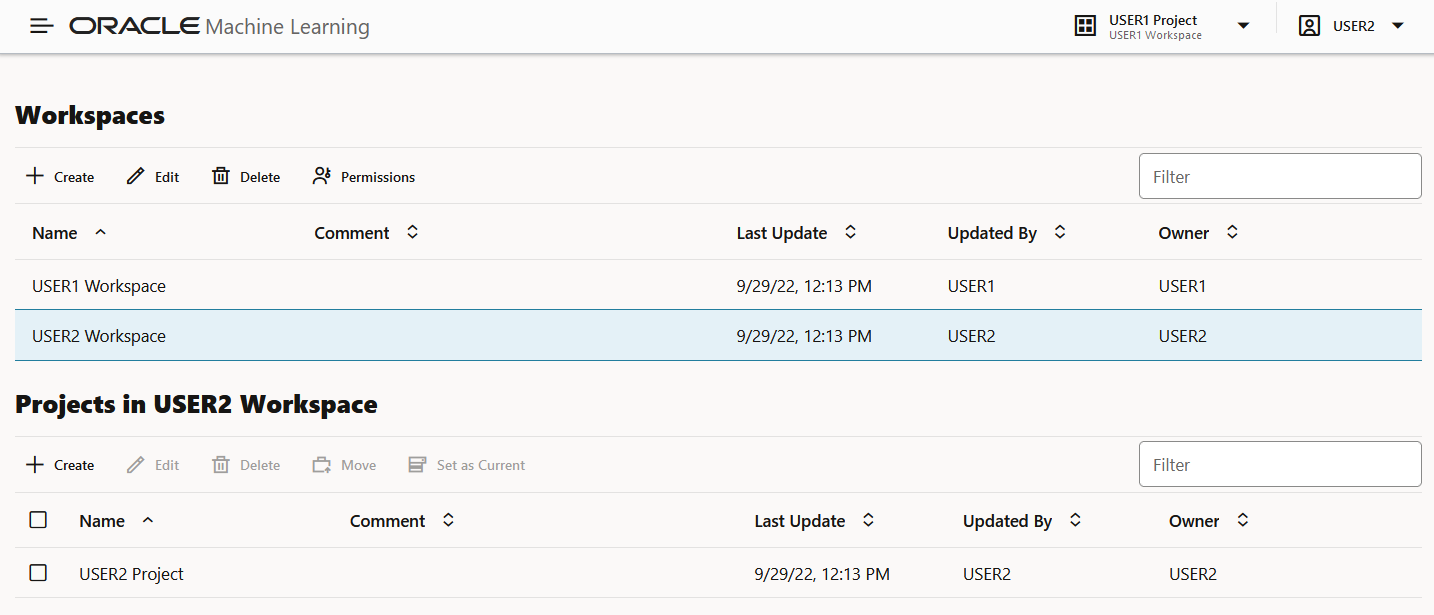 ORACLE Machine Learning
USER1 Project
USER1 Workspace
USER2
Workspaces
Create Edit Delete Permissions Filter
Name Comment Last Update Updated By Owner
USER1 Workspace 9/29/22, 12:13 PM USER1 USER1
USER2 Workspace 9/29/22, 12:13 PM USER2 USER2
Projects in USER2 Workspace
Create Edit Delete Move Set as Current Filter
Name Comment Last Update Updated By Owner
USER2 Project 9/29/22, 12:13 PM USER2 USER2